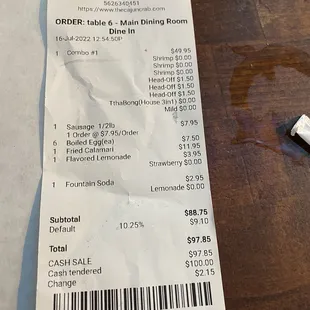 5626340451
https://www.thecajuncrab.com
ORDER: table 6 - Main Dining Room
Dine In
16-Jul-2022 12:54:50P
1 Combo #1 $49.95
Shrimp $0.00
Shrimp $0.00
Shrimp $0.00
Head-Off $1.50
Head-Off $1.50
Head-Off $1.50
TthaBong(House 3in1) $0.00
Mild $0.00
1 Sausage 1/2lb $7.95
1 Order @ $7.95/Order
6 Boiled Egg(ea) $7.50
1 Fried Calamari $11.95
1 Flavored Lemonade $3.95
Strawberry $0.00
1 Fountain Soda $2.95
Lemonade $0.00
Subtotal $88.75
Default 10.25% $9.10
Total $97.85
CASH SALE $97.85
Cash tendered $100.00
Change $2.15